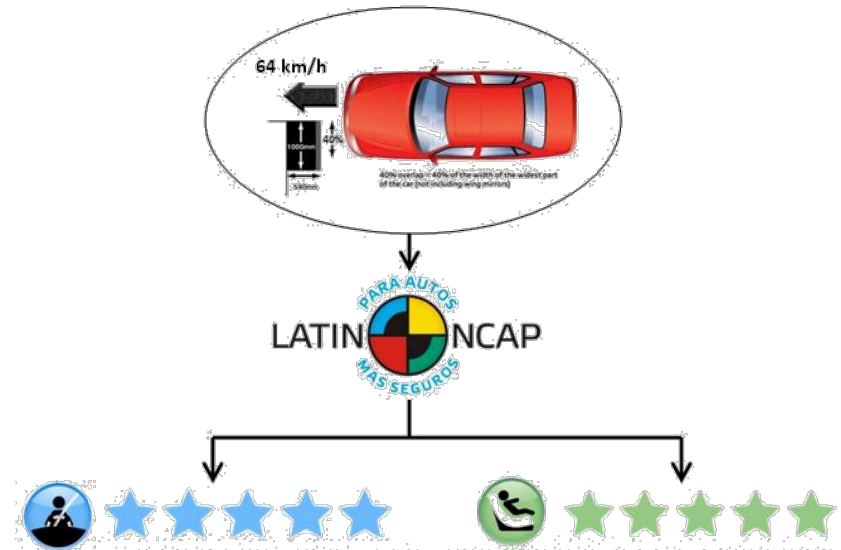 64 km/h
40%
1000mm
540mm
40% overlap = 40% of the width of the widest part
of the car (not including wing mirrors)
PARA AUTOS
LATIN NCAP
MAS SEGUROS